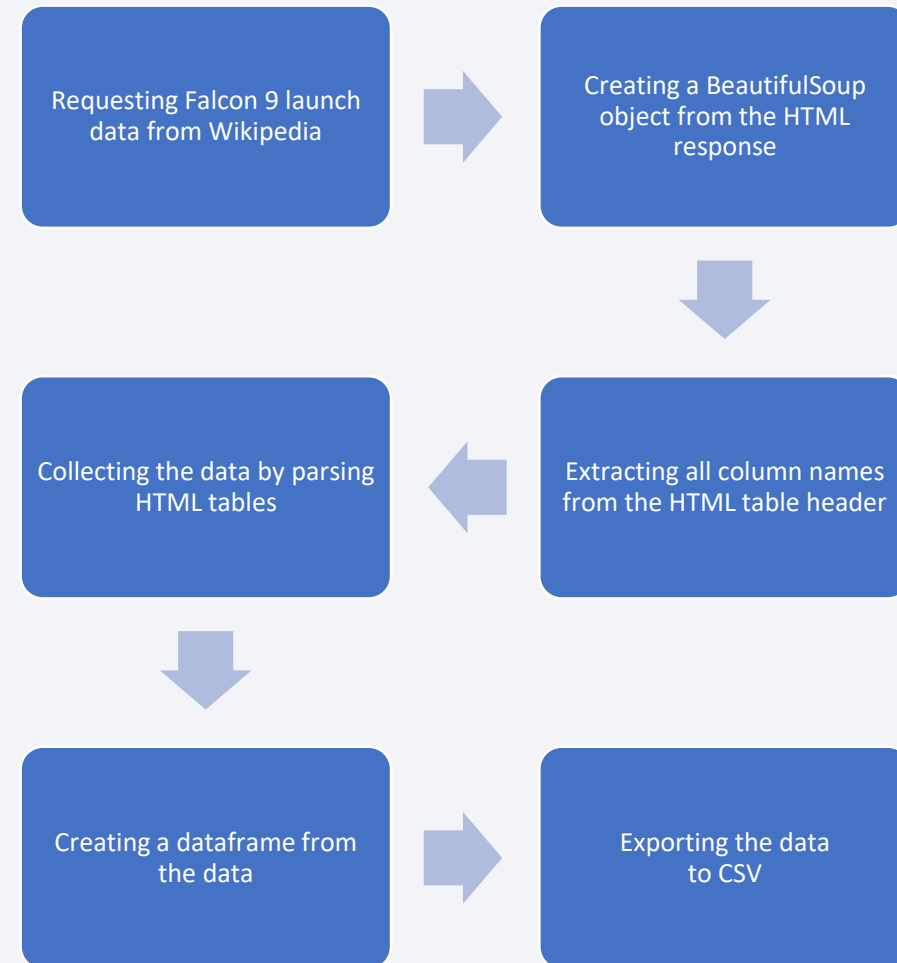 Requesting Falcon 9 launch
data from Wikipedia
Creating a BeautifulSoup
object from the HTML
response
Extracting all column names
from the HTML table header
Collecting the data by parsing
HTML tables
Creating a dataframe from
the data
Exporting the data
to CSV